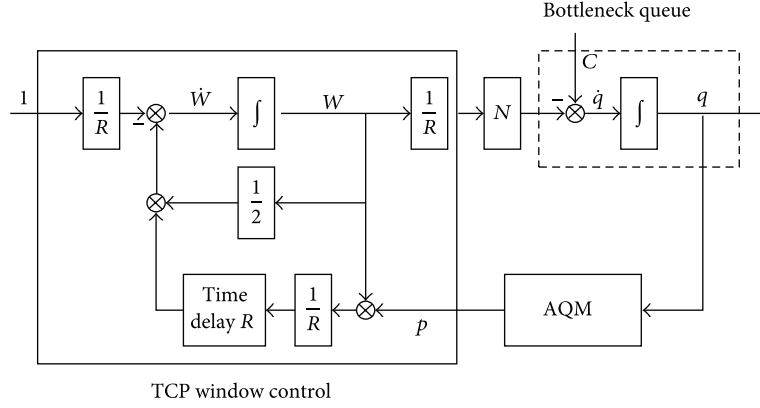 Bottleneck queue
C
1
1/R
−
Ẇ
∫
W
1/R
N
−
q̇
∫
q
1/2
Time
delay R
1/R
p
AQM
TCP window control